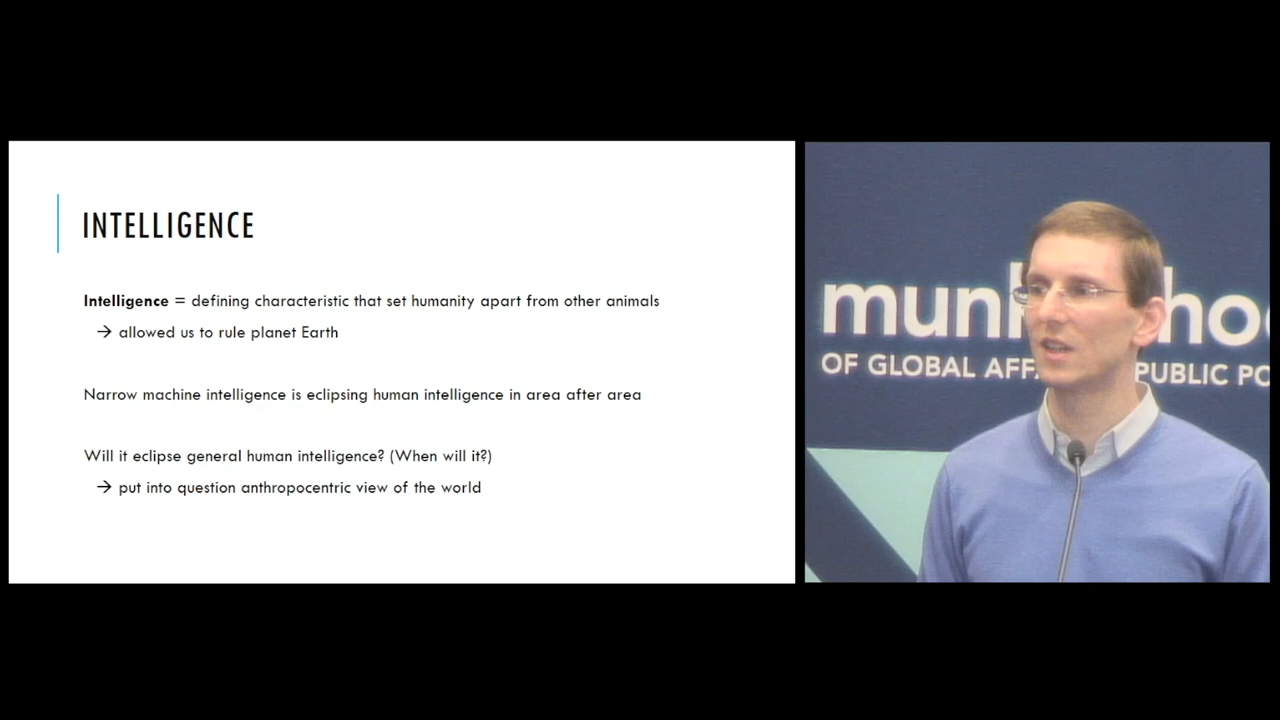 INTELLIGENCE
Intelligence = defining characteristic that set humanity apart from other animals
→ allowed us to rule planet Earth
Narrow machine intelligence is eclipsing human intelligence in area after area
Will it eclipse general human intelligence? (When will it?)
→ put into question anthropocentric view of the world
munk
OF GLOBAL AFF
PUBLIC PO